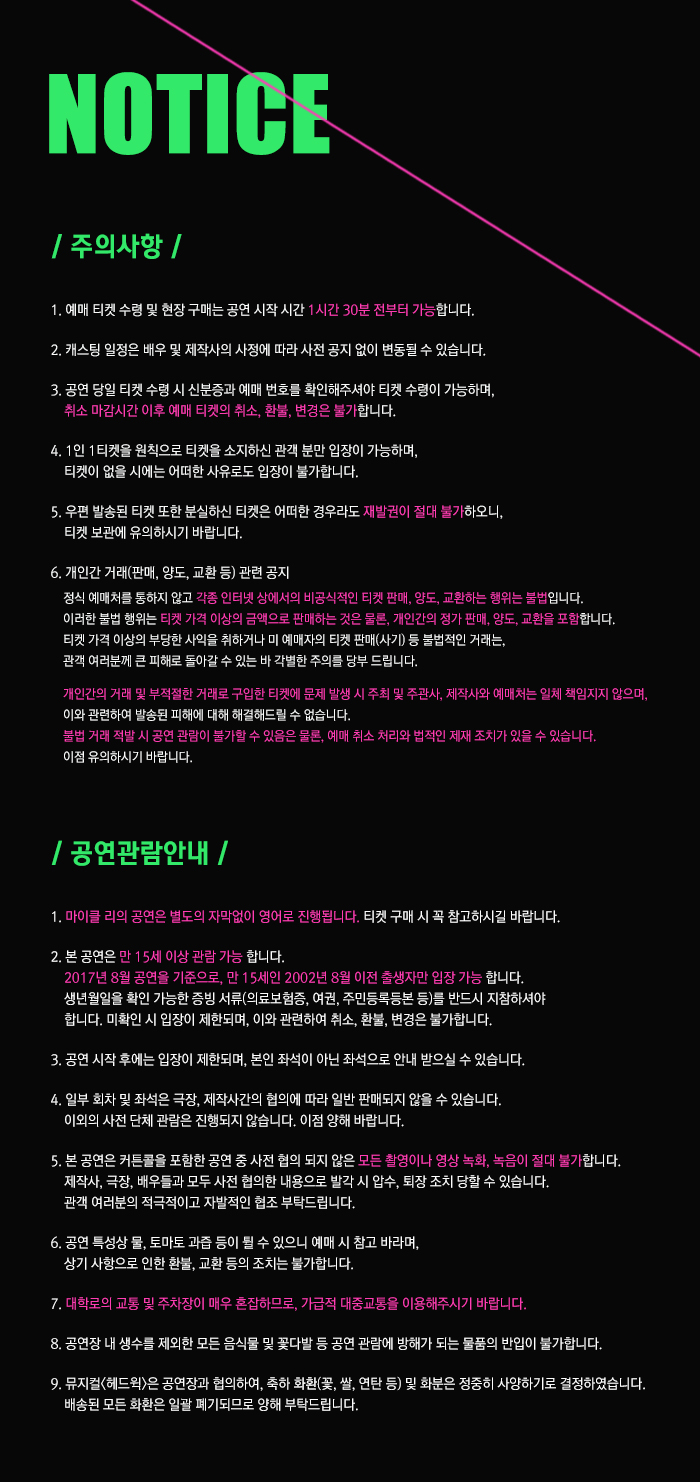 NOTICE
/ 주의사항 /
1. 예매 티켓 수령 및 현장 구매는 공연 시작 시간 1시간 30분 전부터 가능합니다.
2. 캐스팅 일정은 배우 및 제작사의 사정에 따라 사전 공지 없이 변동될 수 있습니다.
3. 공연 당일 티켓 수령 시 신분증과 예매 번호를 확인해주셔야 티켓 수령이 가능하며,
취소 마감시간 이후 예매 티켓의 취소, 환불, 변경은 불가합니다.
4. 1인 1티켓을 원칙으로 티켓을 소지하신 관객 분만 입장이 가능하며,
티켓이 없을 시에는 어떠한 사유로도 입장이 불가합니다.
5. 우편 발송된 티켓 또한 분실하신 티켓은 어떠한 경우라도 재발권이 절대 불가하오니,
티켓 보관에 유의하시기 바랍니다.
6. 개인간 거래(판매, 양도, 교환 등) 관련 공지
정식 예매처를 통하지 않고 각종 인터넷 상에서의 비공식적인 티켓 판매, 양도, 교환하는 행위는 불법입니다.
이러한 불법 행위는 티켓 가격 이상의 금액으로 판매하는 것은 물론, 개인간의 정가 판매, 양도, 교환을 포함합니다.
티켓 가격 이상의 부당한 사익을 취하거나 미 예매자의 티켓 판매(사기) 등 불법적인 거래는,
관객 여러분께 큰 피해로 돌아갈 수 있는 바 각별한 주의를 당부 드립니다.
개인간의 거래 및 부적절한 거래로 구입한 티켓에 문제 발생 시 주최 및 주관사, 제작사와 예매처는 일체 책임지지 않으며,
이와 관련하여 발송된 피해에 대해 해결해드릴 수 없습니다.
불법 거래 적발 시 공연 관람이 불가할 수 있음은 물론, 예매 취소 처리와 법적인 제재 조치가 있을 수 있습니다.
이점 유의하시기 바랍니다.
/ 공연관람안내 /
1. 마이클 리의 공연은 별도의 자막없이 영어로 진행됩니다. 티켓 구매 시 꼭 참고하시길 바랍니다.
2. 본 공연은 만 15세 이상 관람 가능 합니다.
2017년 8월 공연을 기준으로, 만 15세인 2002년 8월 이전 출생자만 입장 가능 합니다.
생년월일을 확인 가능한 증빙 서류(의료보험증, 여권, 주민등록등본 등)를 반드시 지참하셔야
합니다. 미확인 시 입장이 제한되며, 이와 관련하여 취소, 환불, 변경은 불가합니다.
3. 공연 시작 후에는 입장이 제한되며, 본인 좌석이 아닌 좌석으로 안내 받으실 수 있습니다.
4. 일부 회차 및 좌석은 극장, 제작사간의 협의에 따라 일반 판매되지 않을 수 있습니다.
이외의 사전 단체 관람은 진행되지 않습니다. 이점 양해 바랍니다.
5. 본 공연은 커튼콜을 포함한 공연 중 사전 협의 되지 않은 모든 촬영이나 영상 녹화, 녹음이 절대 불가합니다.
제작사, 극장, 배우들과 모두 사전 협의한 내용으로 발각 시 압수, 퇴장 조치 당할 수 있습니다.
관객 여러분의 적극적이고 자발적인 협조 부탁드립니다.
6. 공연 특성상 물, 토마토 과즙 등이 튈 수 있으니 예매 시 참고 바라며,
상기 사항으로 인한 환불, 교환 등의 조치는 불가합니다.
7. 대학로의 교통 및 주차장이 매우 혼잡하므로, 가급적 대중교통을 이용해주시기 바랍니다.
8. 공연장 내 생수를 제외한 모든 음식물 및 꽃다발 등 공연 관람에 방해가 되는 물품의 반입이 불가합니다.
9. 뮤지컬<헤드윅>은 공연장과 협의하여, 축하 화환(꽃, 쌀, 연탄 등) 및 화분은 정중히 사양하기로 결정하였습니다.
배송된 모든 화환은 일괄 폐기되므로 양해 부탁드립니다.